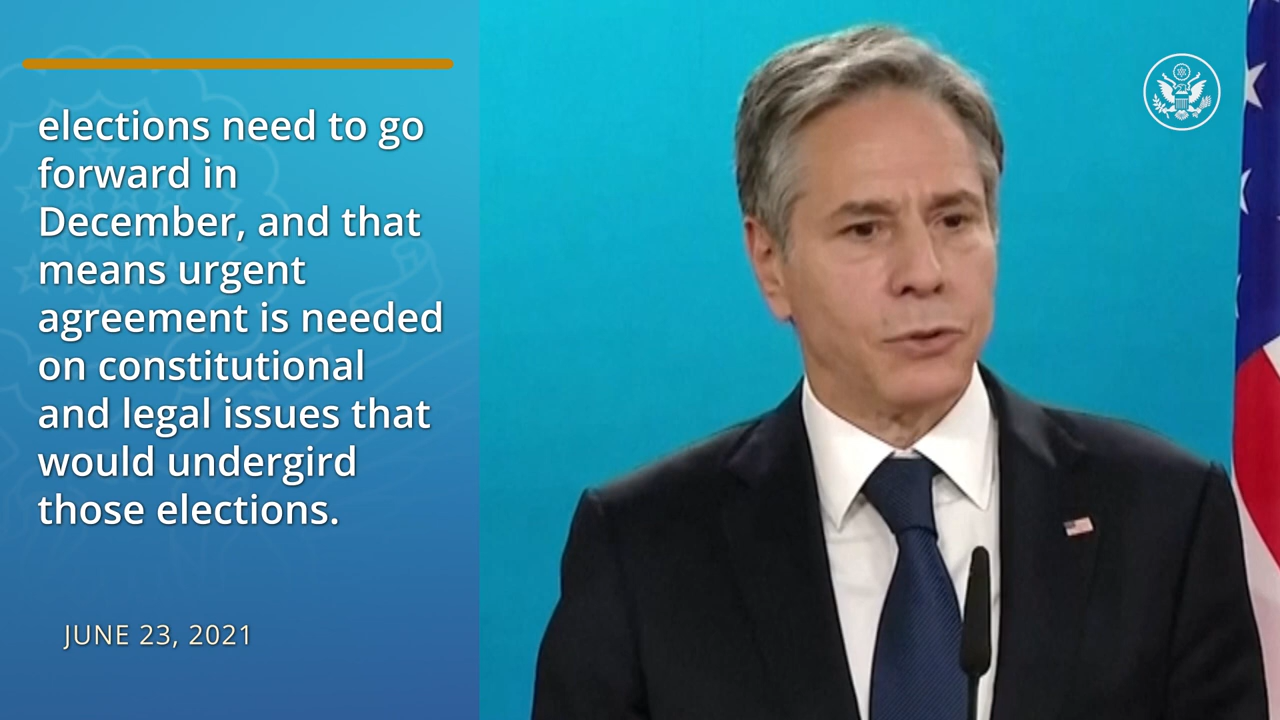 elections need to go
forward in
December, and that
means urgent
agreement is needed
on constitutional
and legal issues that
would undergird
those elections.
JUNE 23, 2021